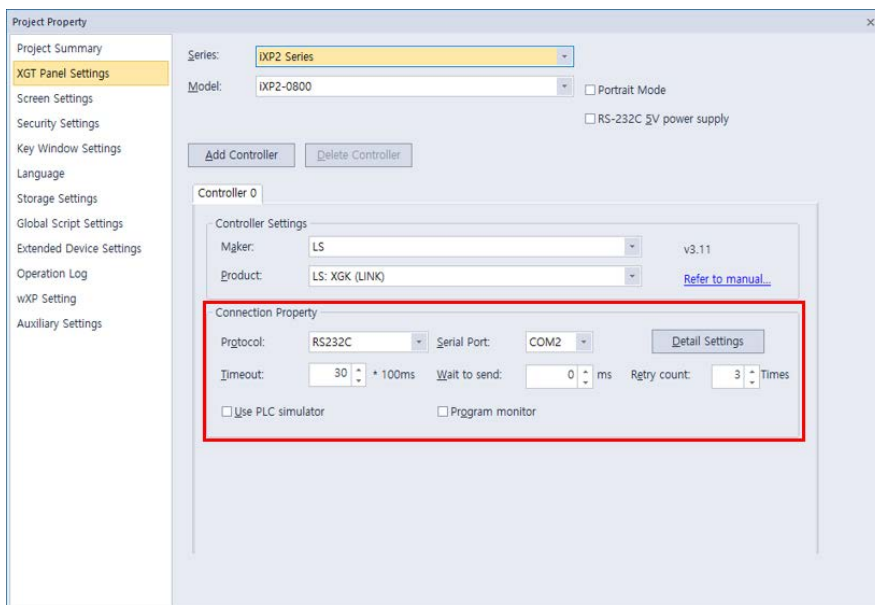 Project Property
Project Summary
XGT Panel Settings
Screen Settings
Security Settings
Key Window Settings
Language
Storage Settings
Global Script Settings
Extended Device Settings
Operation Log
wXP Setting
Auxiliary Settings
Series: iXP2 Series
Model: iXP2-0800
Portrait Mode
RS-232C 5V power supply
Add Controller Delete Controller
Controller 0
Controller Settings
Maker: LS v3.11
Product: LS: XGK (LINK) Refer to manual...
Connection Property
Protocol: RS232C Serial Port: COM2 Detail Settings
Timeout: 30 * 100ms Wait to send: 0 ms Retry count: 3 Times
Use PLC simulator Program monitor